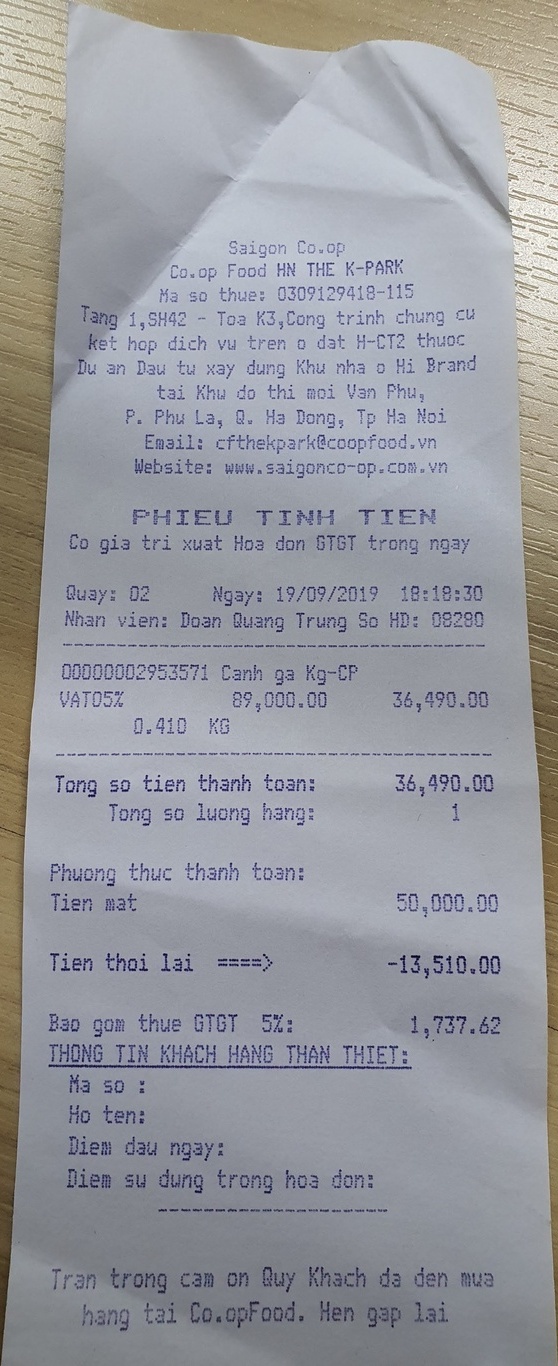 Saigon Co.op
Co.op Food HN THE K-PARK
Ma so thue: 0309129418-115
Tang 1,SH42 - Toa K3,Cong trinh chung cu
ket hop dich vu tren o dat H-CT2 thuoc
Du an Dau tu xay dung Khu nha o Hi Brand
tai Khu do thi moi Van Phu,
P. Phu La, Q. Ha Dong, Tp Ha Noi
Email: cfthekpark@coopfood.vn
Website: www.saigonco-op.com.vn
PHIEU TINH TIEN
Co gia tri xuat Hoa don GTGT trong ngay
Quay: 02 Ngay: 19/09/2019 18:18:30
Nhan vien: Doan Quang Trung So HD: 08280
00000002953571 Canh ga Kg-CP
VAT05% 89,000.00 36,490.00
0.410 KG
Tong so tien thanh toan: 36,490.00
Tong so luong hang: 1
Phuong thuc thanh toan:
Tien mat 50,000.00
Tien thoi lai ====> -13,510.00
Bao gom thue GTGT 5%: 1,737.62
THONG TIN KHACH HANG THAN THIET:
Ma so :
Ho ten:
Diem dau ngay:
Diem su dung trong hoa don:
Tran trong cam on Quy Khach da den mua
hang tai Co.opFood. Hen gap lai